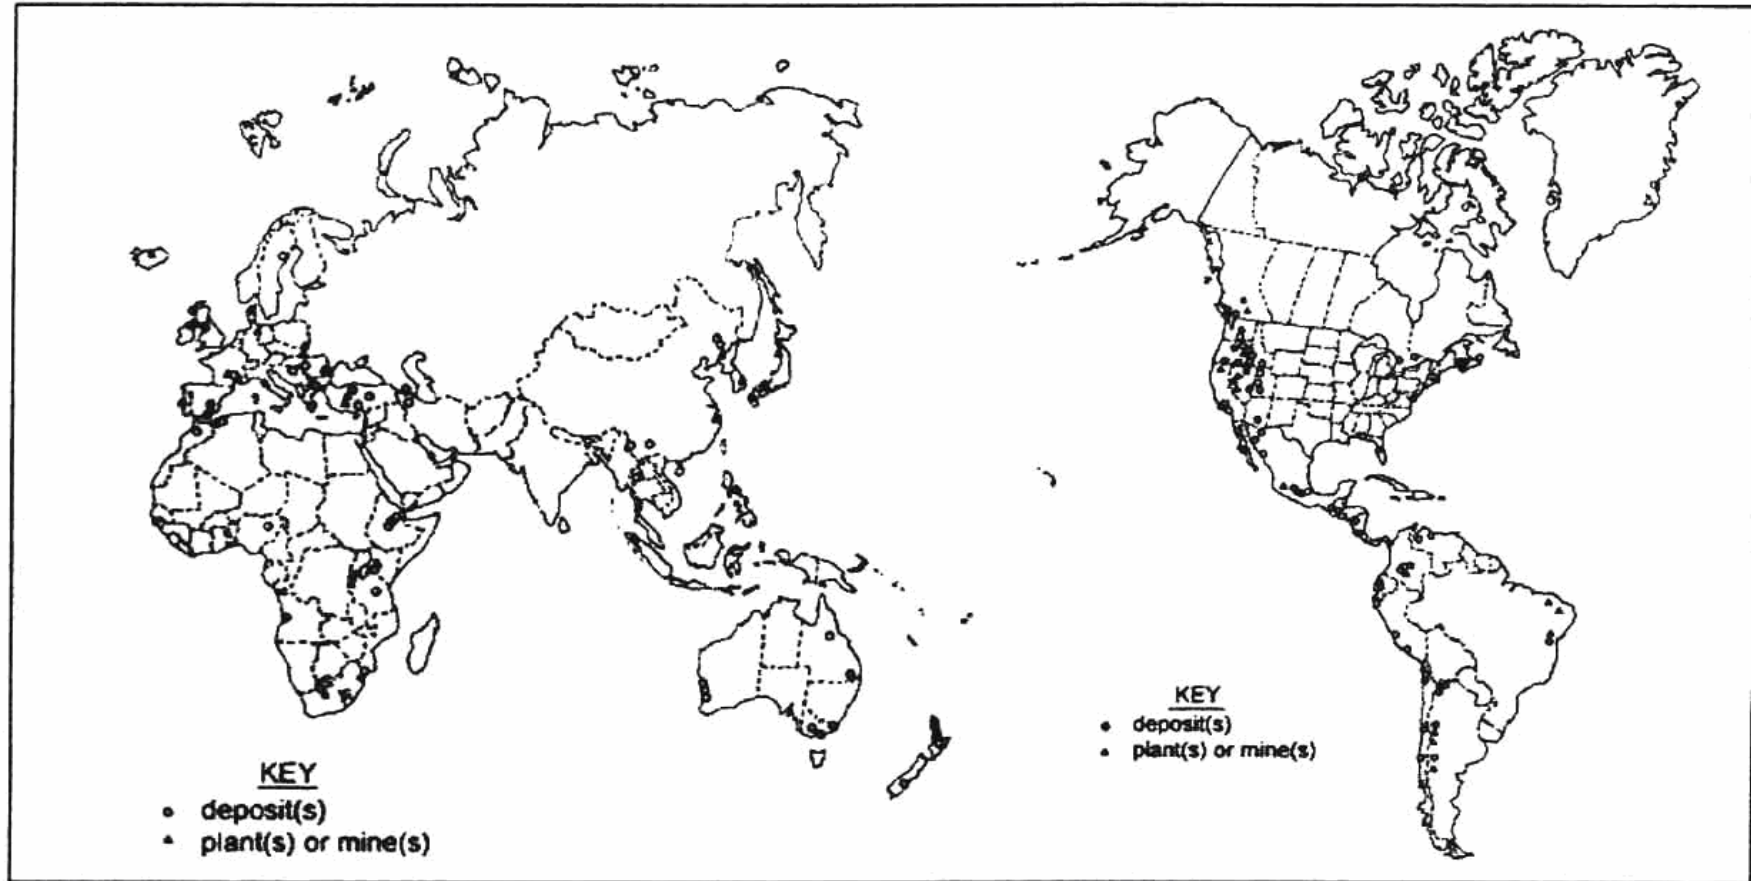 KEY
deposit(s)
plant(s) or mine(s)
KEY
deposit(s)
plant(s) or mine(s)